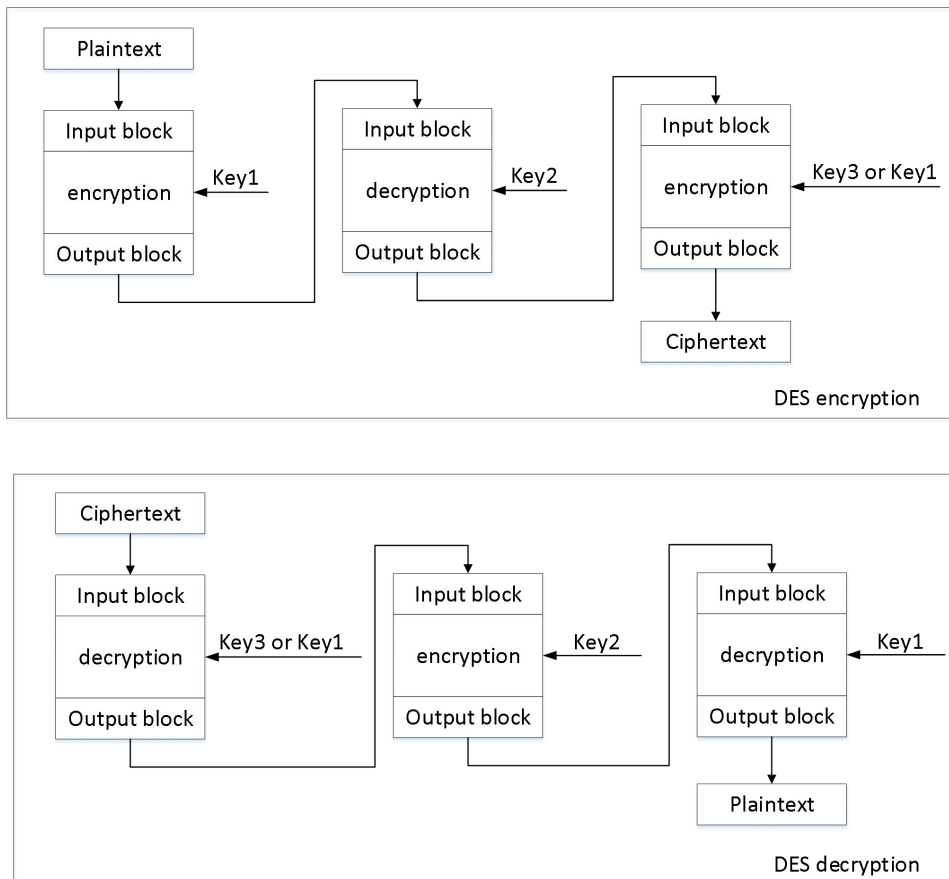 Plaintext
Input block
encryption
Output block
Key1
Input block
decryption
Output block
Key2
Input block
encryption
Output block
Key3 or Key1
Ciphertext
DES encryption
Ciphertext
Input block
decryption
Output block
Key3 or Key1
Input block
encryption
Output block
Key2
Input block
decryption
Output block
Key1
Plaintext
DES decryption